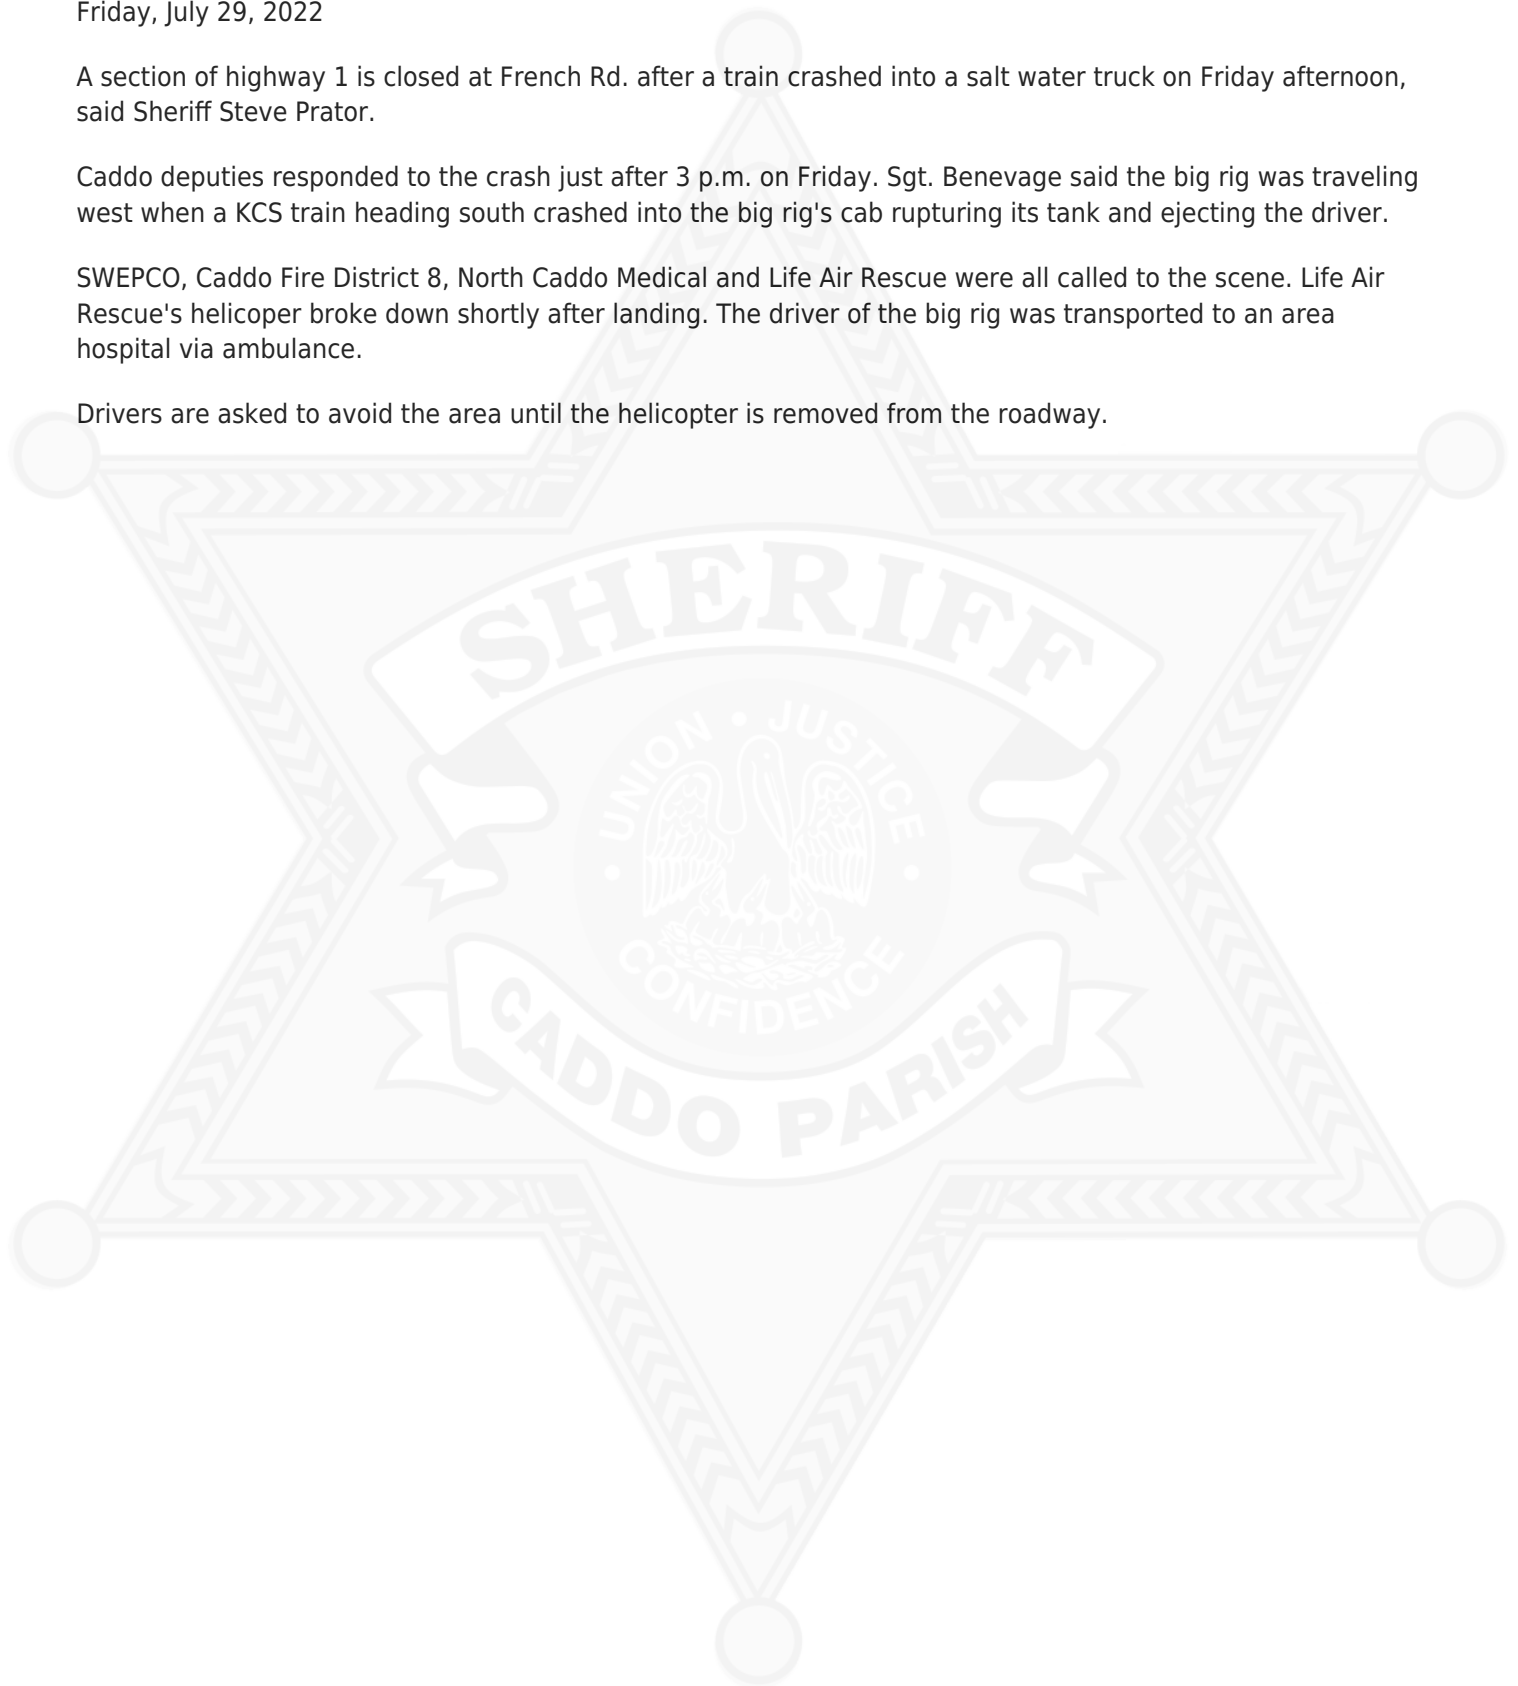 Friday, July 29, 2022
A section of highway 1 is closed at French Rd. after a train crashed into a salt water truck on Friday afternoon,
said Sheriff Steve Prator.
Caddo deputies responded to the crash just after 3 p.m. on Friday. Sgt. Benevage said the big rig was traveling
west when a KCS train heading south crashed into the big rig's cab rupturing its tank and ejecting the driver.
SWEPCO, Caddo Fire District 8, North Caddo Medical and Life Air Rescue were all called to the scene. Life Air
Rescue's helicoper broke down shortly after landing. The driver of the big rig was transported to an area
hospital via ambulance.
Drivers are asked to avoid the area until the helicopter is removed from the roadway.
SHERIFF
UNION • JUSTICE
• CONFIDENCE •
CADDO PARISH